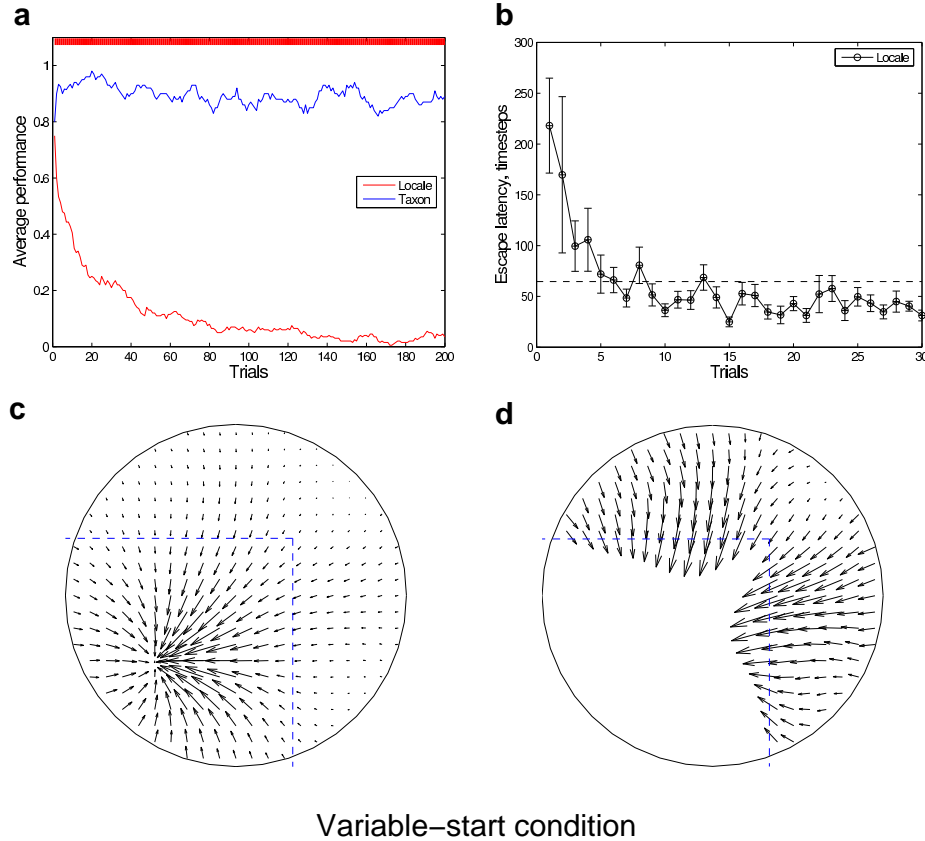 a
b
1
0.8
0.6
0.4
0.2
0
Average performance
Locale
Taxon
0 20 40 60 80 100 120 140 160 180 200
Trials
300
250
200
150
100
50
0
Escape latency, timesteps
Locale
0 5 10 15 20 25 30
Trials
c
d
Variable−start condition